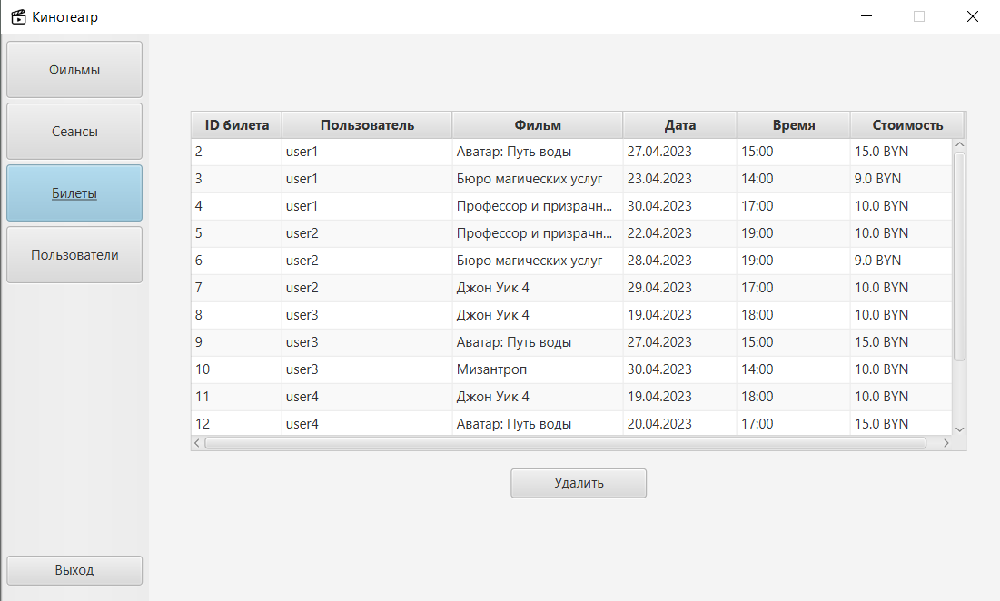 Кинотеатр
Фильмы
Сеансы
Билеты
Пользователи
Выход
ID билета Пользователь Фильм Дата Время Стоимость
2 user1 Аватар: Путь воды 27.04.2023 15:00 15.0 BYN
3 user1 Бюро магических услуг 23.04.2023 14:00 9.0 BYN
4 user1 Профессор и призрачн... 30.04.2023 17:00 10.0 BYN
5 user2 Профессор и призрачн... 22.04.2023 19:00 10.0 BYN
6 user2 Бюро магических услуг 28.04.2023 19:00 9.0 BYN
7 user2 Джон Уик 4 29.04.2023 17:00 10.0 BYN
8 user3 Джон Уик 4 19.04.2023 18:00 10.0 BYN
9 user3 Аватар: Путь воды 27.04.2023 15:00 15.0 BYN
10 user3 Мизантроп 30.04.2023 14:00 10.0 BYN
11 user4 Джон Уик 4 19.04.2023 18:00 10.0 BYN
12 user4 Аватар: Путь воды 20.04.2023 17:00 15.0 BYN
Удалить